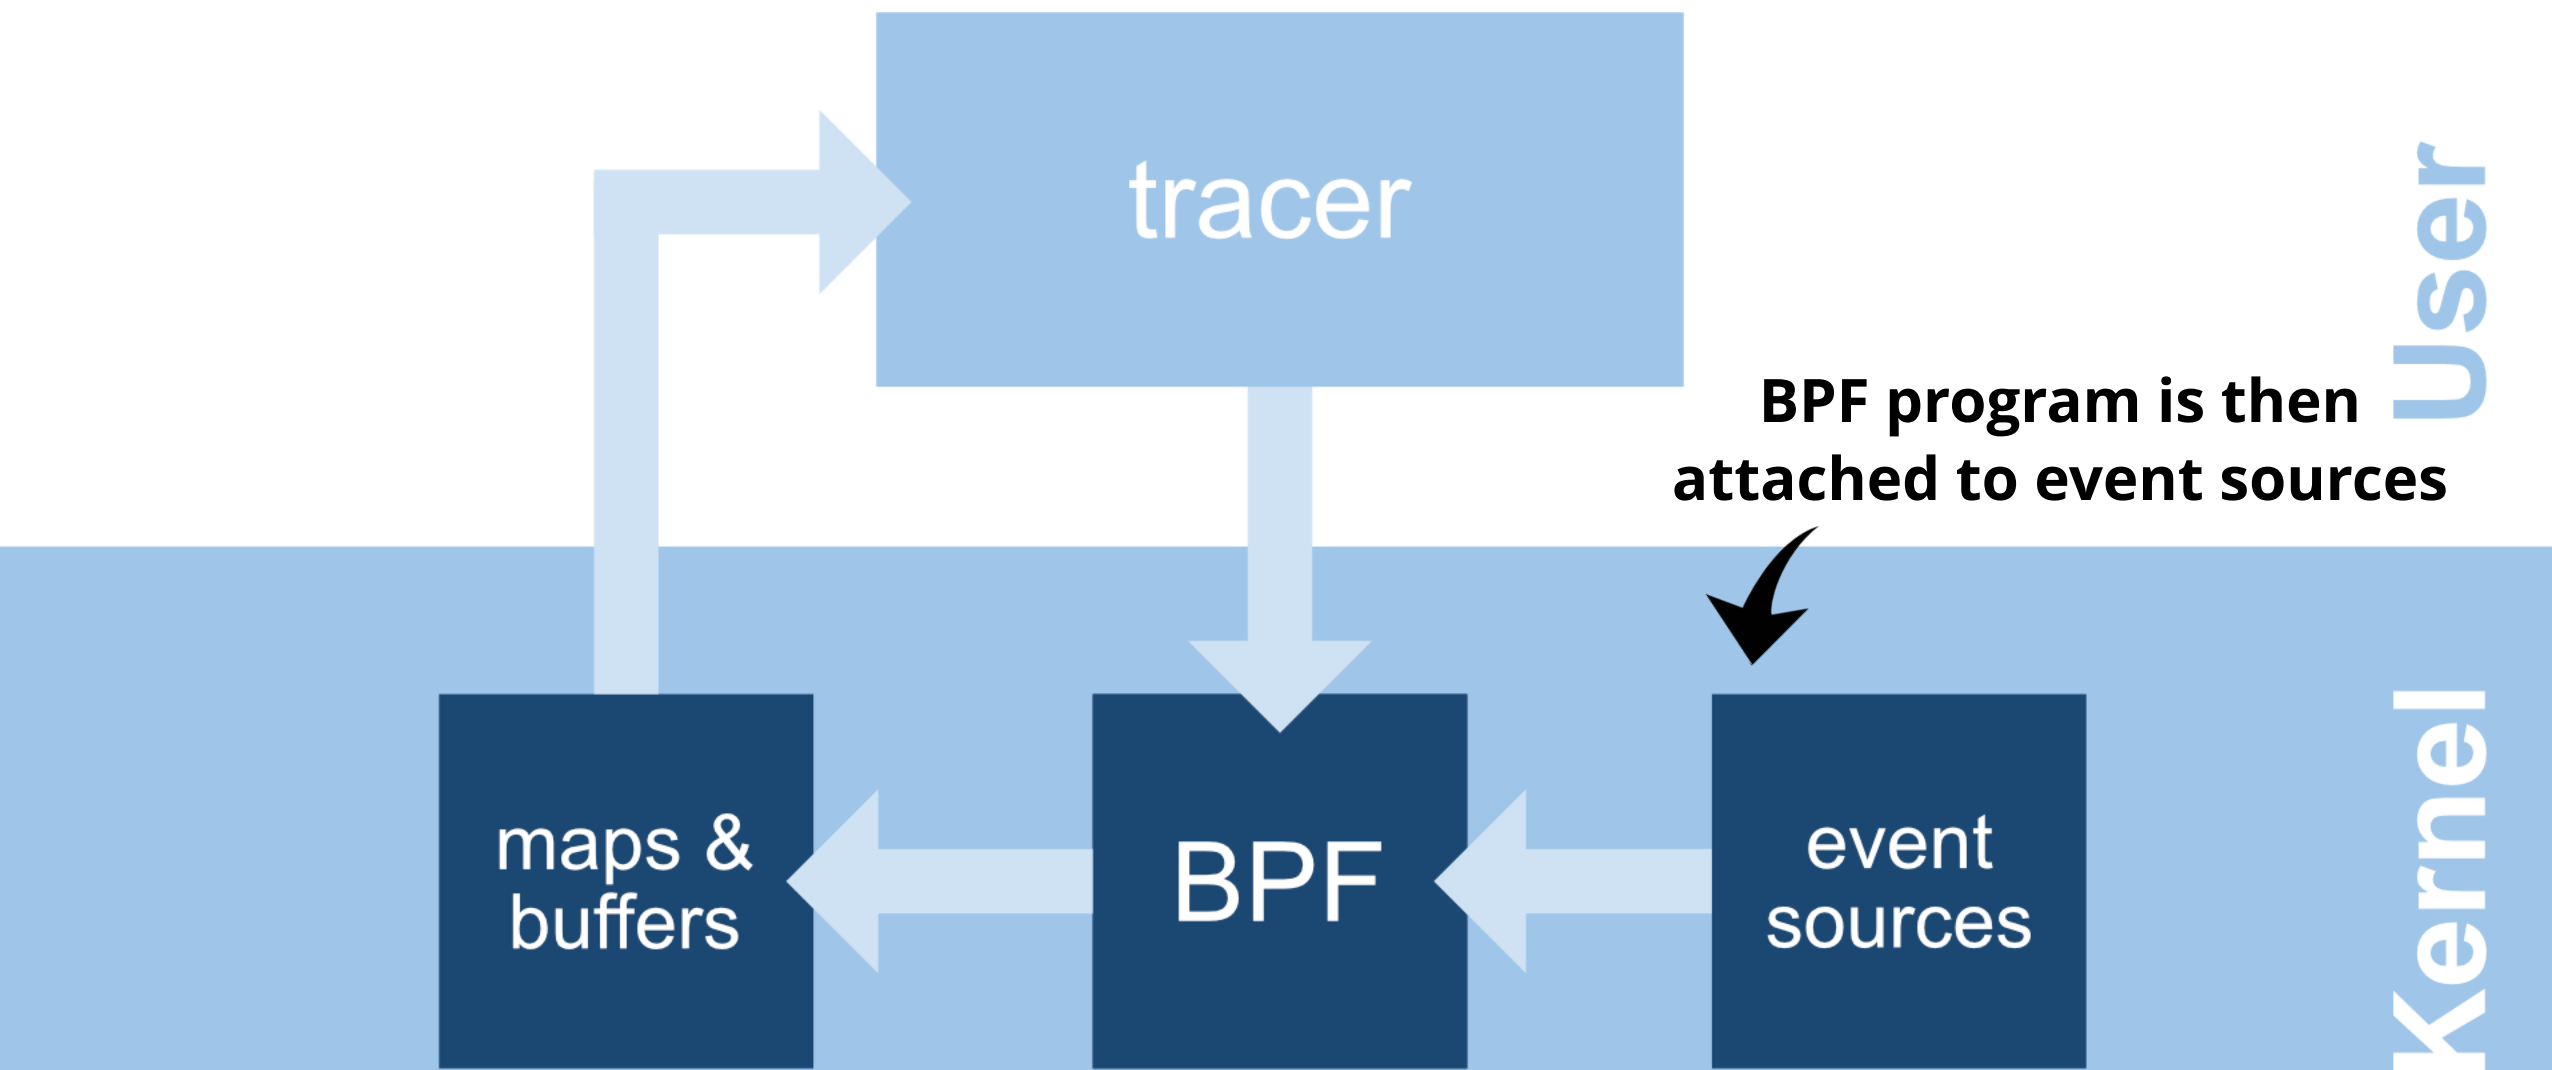 tracer
User
BPF program is then
attached to event sources
maps &
buffers
BPF
event
sources
Kernel